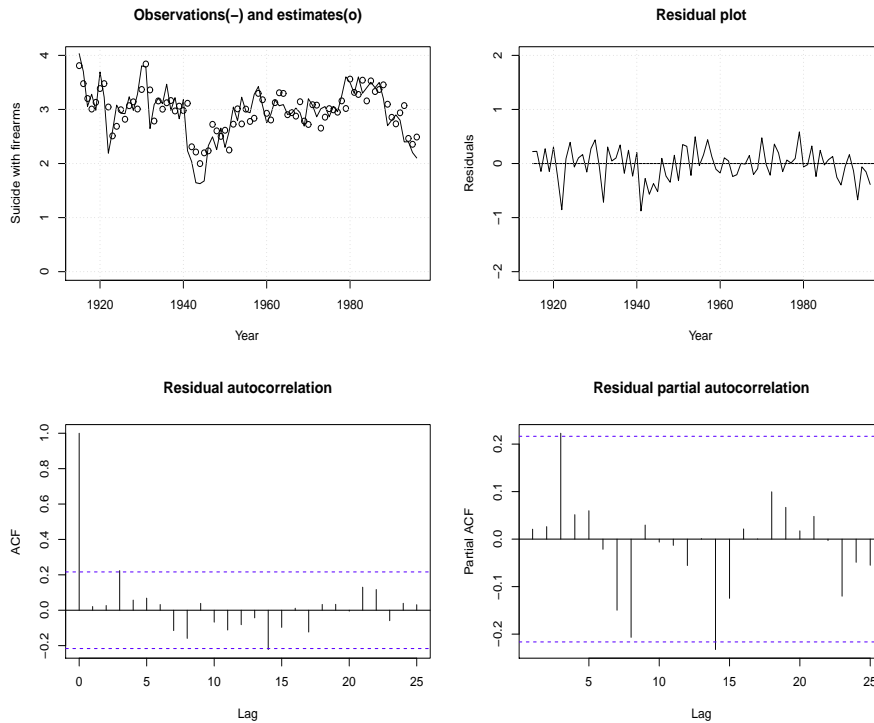 Observations(−) and estimates(o)
Suicide with firearms
4
3
2
1
0
1920 1940 1960 1980
Year
Residual plot
Residuals
2
1
0
−1
−2
1920 1940 1960 1980
Year
Residual autocorrelation
ACF
1.0
0.8
0.6
0.4
0.2
0.0
−0.2
0 5 10 15 20 25
Lag
Residual partial autocorrelation
Partial ACF
0.2
0.1
0.0
−0.1
−0.2
5 10 15 20 25
Lag